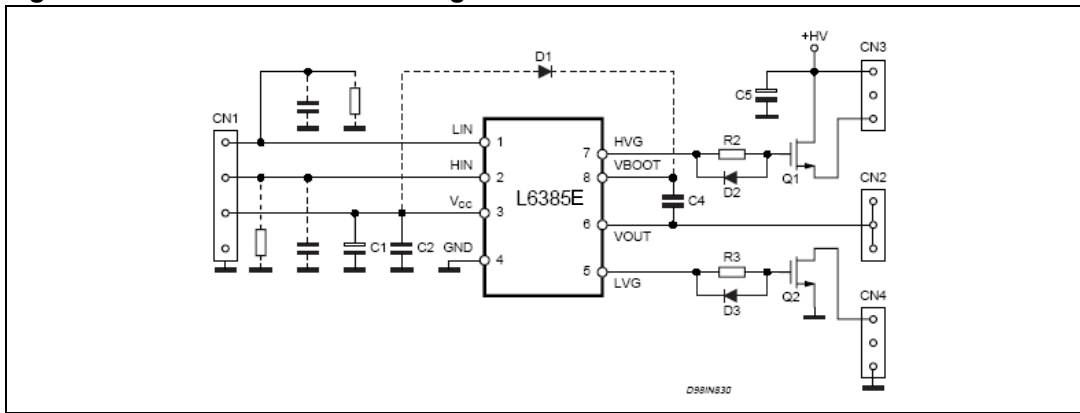 +HV
CN3
D1
C5
CN1
LIN
1
HVG
7
R2
VBOOT
Q1
HIN
2
8
D2
CN2
L6385E
C4
VCC
3
6
VOUT
C1
C2
GND
4
5
LVG
R3
Q2
D3
CN4
D98IN830